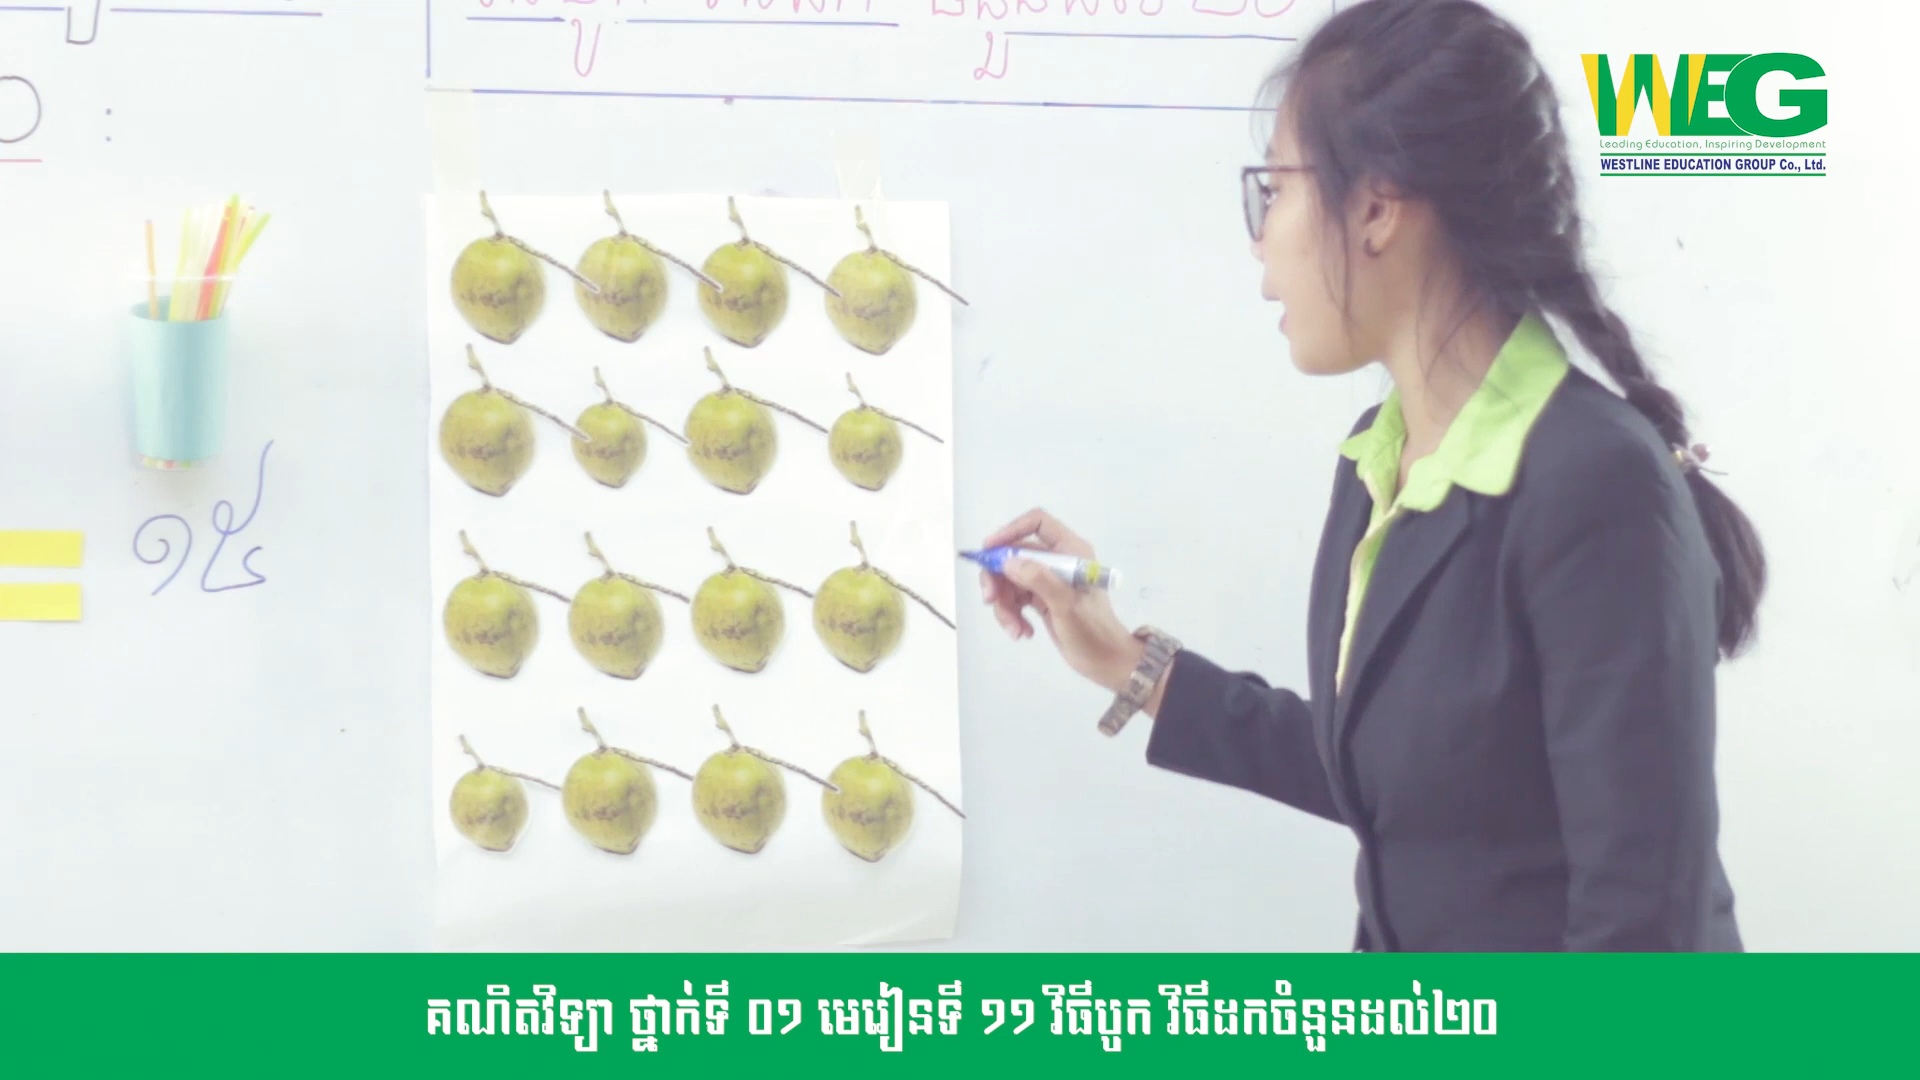 WEG
Leading Education, Inspiring Development
WESTLINE EDUCATION GROUP Co., Ltd.
១៩
គណិតវិទ្យា ថ្នាក់ទី ០១ មេរៀនទី ១១ វិធីបូក វិធីដកចំនួនដល់២០